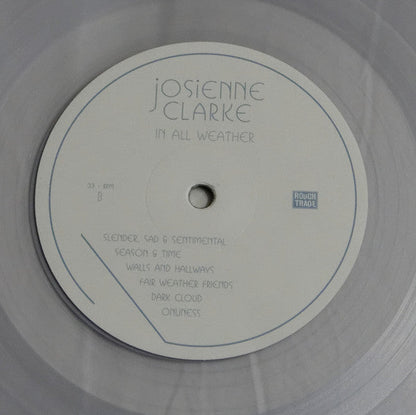 JOSIENNE
CLARKE
IN ALL WEATHER
33 - RPM
B
ROUGH
TRADE
SLENDER, SAD & SENTIMENTAL
SEASON & TIME
WALLS AND HALLWAYS
FAIR WEATHER FRIENDS
DARK CLOUD
ONLINESS